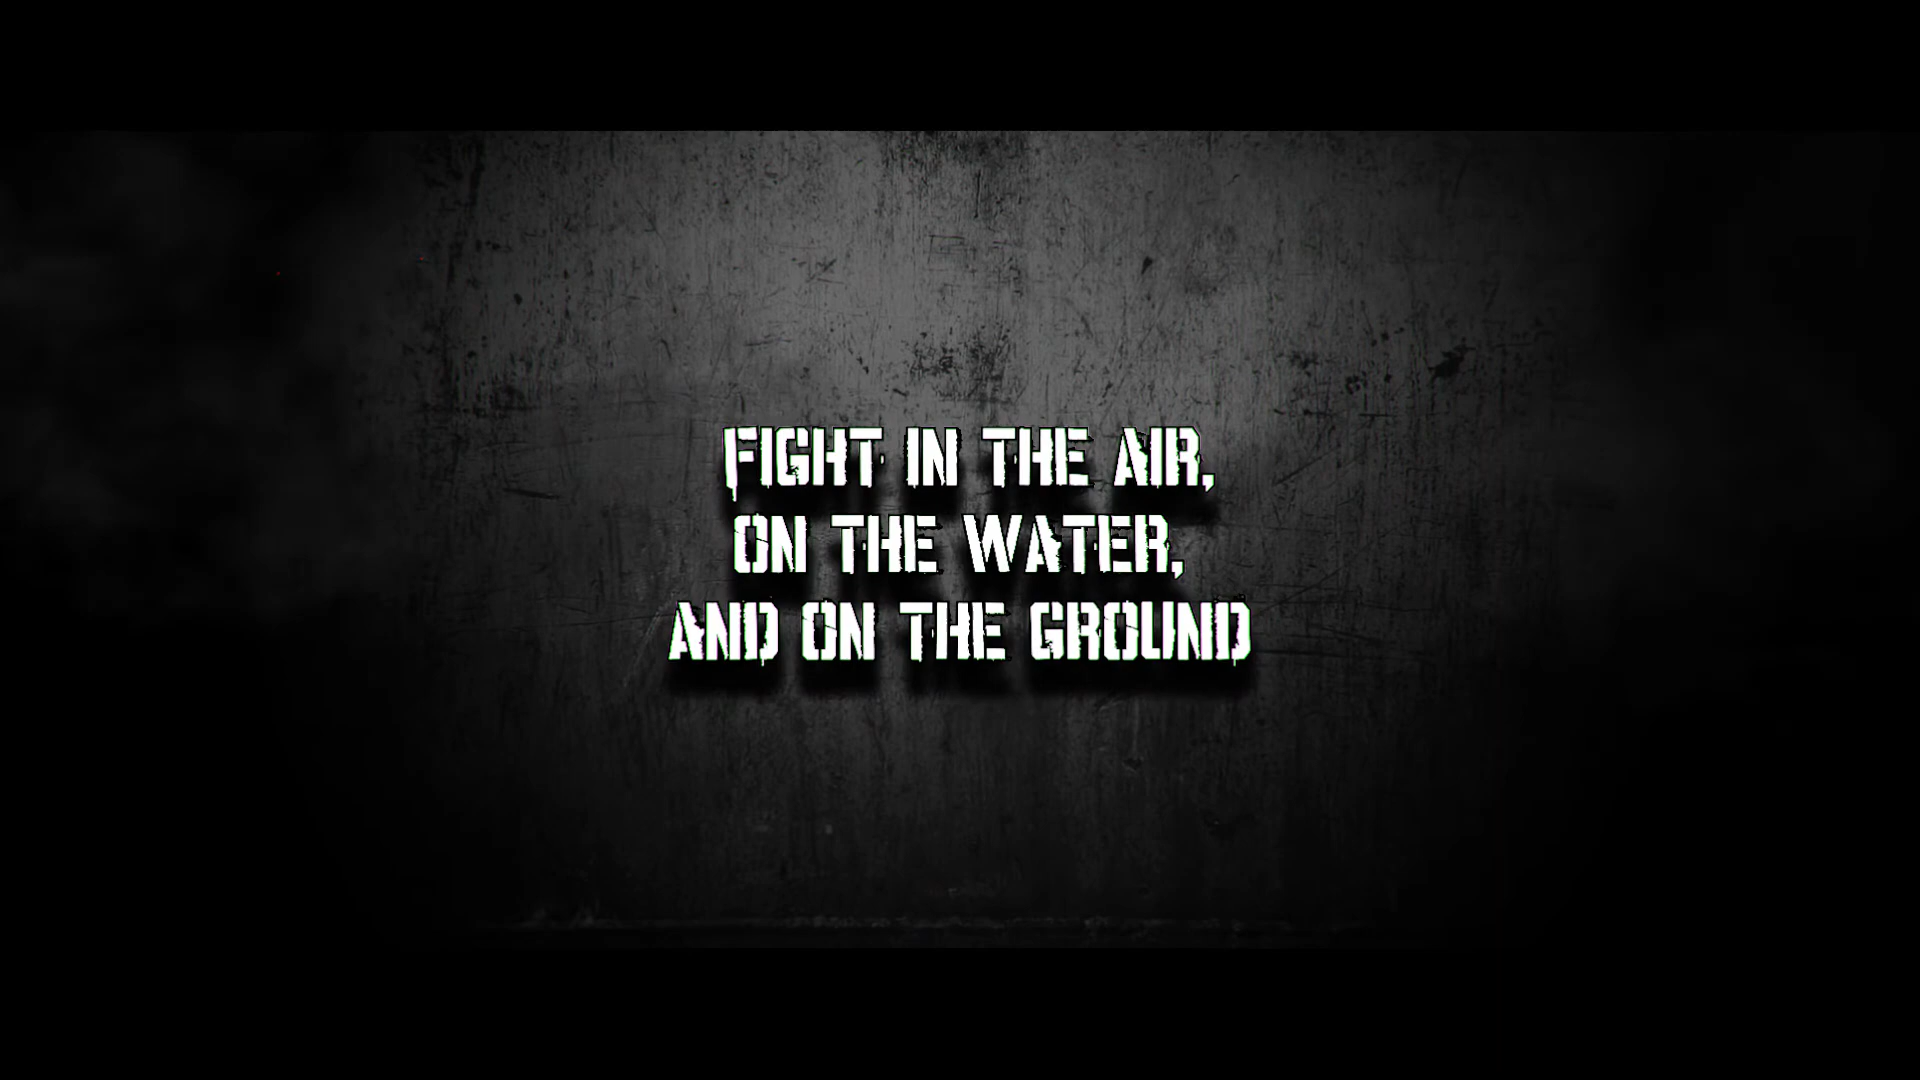 FIGHT IN THE AIR,
ON THE WATER,
AND ON THE GROUND